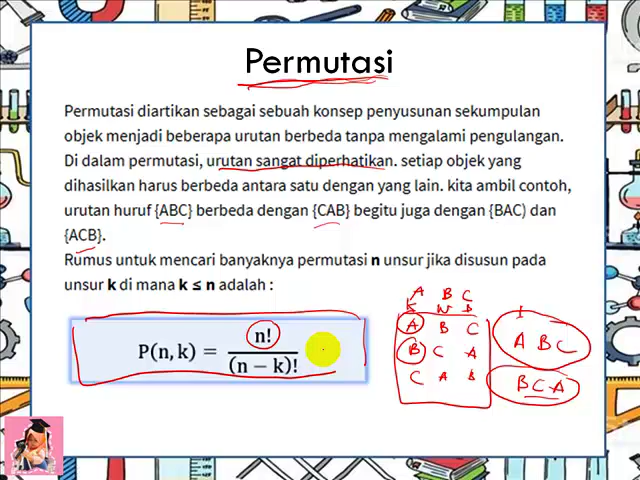 Permutasi
Permutasi diartikan sebagai sebuah konsep penyusunan sekumpulan
objek menjadi beberapa urutan berbeda tanpa mengalami pengulangan.
Di dalam permutasi, urutan sangat diperhatikan. setiap objek yang
dihasilkan harus berbeda antara satu dengan yang lain. kita ambil contoh,
urutan huruf {ABC} berbeda dengan {CAB} begitu juga dengan {BAC) dan
{ACB}.
Rumus untuk mencari banyaknya permutasi n unsur jika disusun pada
unsur k di mana k ≤ n adalah :
P(n, k) = n! / (n − k)!
A B C
K W B
A B C
B C A
C A B
1
A B C
B C A